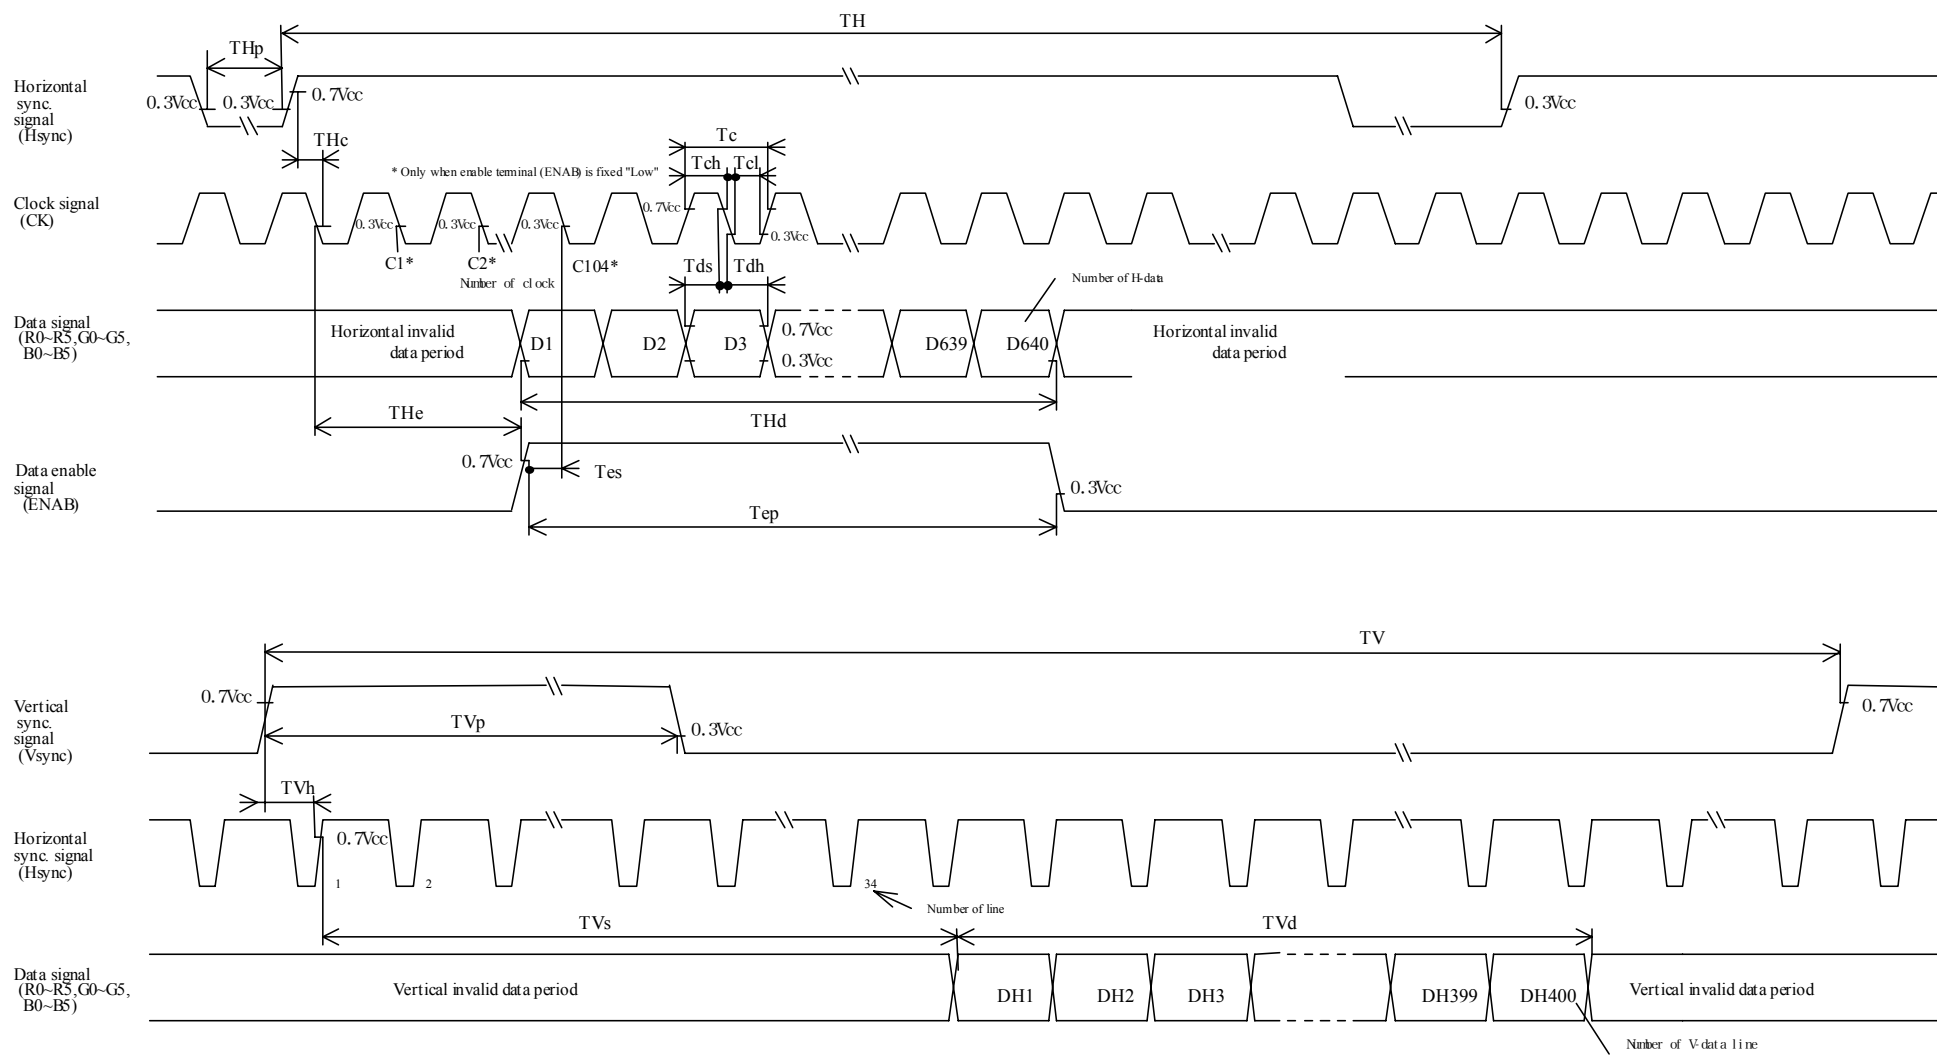 TH
THp
Horizontal
sync.
signal
(Hsync)
0.3Vcc
0.3Vcc
0.7Vcc
0.3Vcc
THc
Tc
Tch
Tcl
* Only when enable terminal (ENAB) is fixed "Low"
Clock signal
(CK)
0.7Vcc
0.3Vcc
0.3Vcc
0.3Vcc
0.3Vcc
C1*
C2*
C104*
Number of clock
Tds
Tdh
Number of H-data
Data signal
(R0~R5,G0~G5,
B0~B5)
Horizontal invalid
data period
D1
D2
D3
0.7Vcc
0.3Vcc
D639
D640
Horizontal invalid
data period
THe
THd
Data enable
signal
(ENAB)
0.7Vcc
Tes
0.3Vcc
Tep
TV
Vertical
sync.
signal
(Vsync)
0.7Vcc
TVp
0.3Vcc
0.7Vcc
TVh
Horizontal
sync. signal
(Hsync)
0.7Vcc
1
2
34
Number of line
TVs
TVd
Data signal
(R0~R5,G0~G5,
B0~B5)
Vertical invalid data period
DH1
DH2
DH3
DH399
DH400
Vertical invalid data period
Number of V-data line